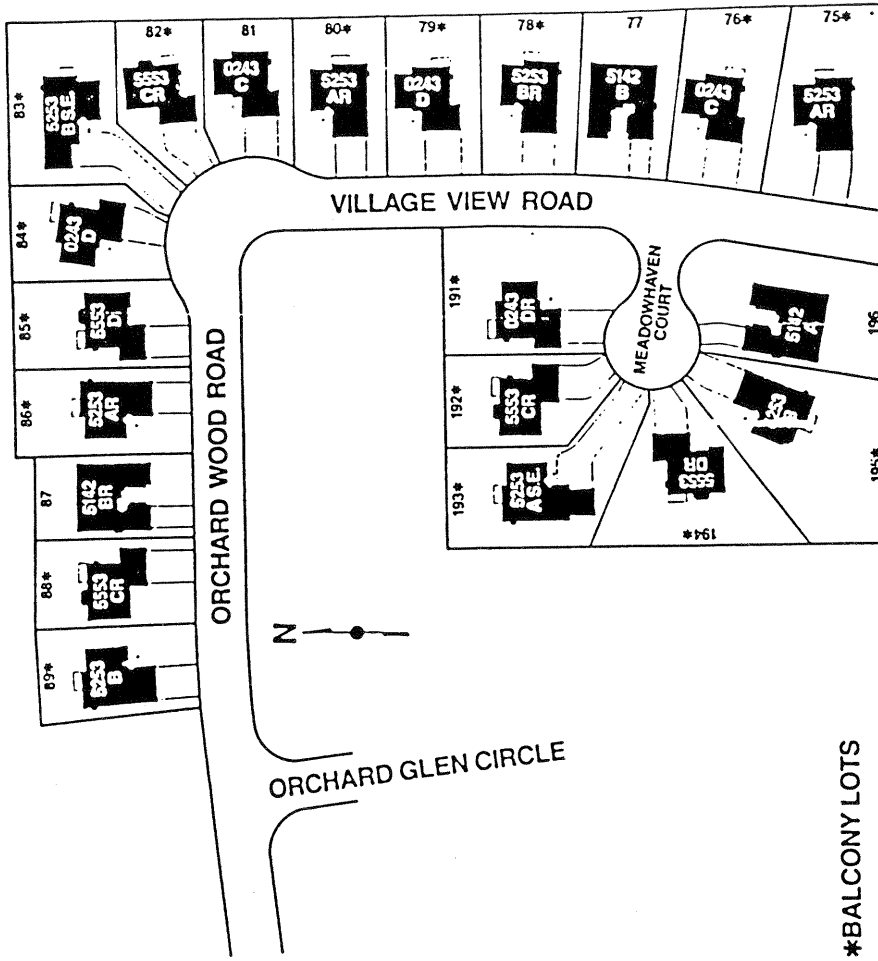 82*
81
80*
79*
78*
77
76*
75*
5553
CR
0243
C
5253
AR
0243
D
5253
BR
5142
B
0243
C
5253
AR
83*
5253
B S.E.
84*
0243
D
85*
5553
86*
5253
AR
87
5142
BR
88*
5553
CR
89*
5253
B
VILLAGE VIEW ROAD
ORCHARD WOOD ROAD
MEADOWHAVEN
COURT
191*
0243
DR
192*
5553
CR
193*
5253
A S.E.
194*
5553
DR
195*
196
5142
A
N
ORCHARD GLEN CIRCLE
*BALCONY LOTS